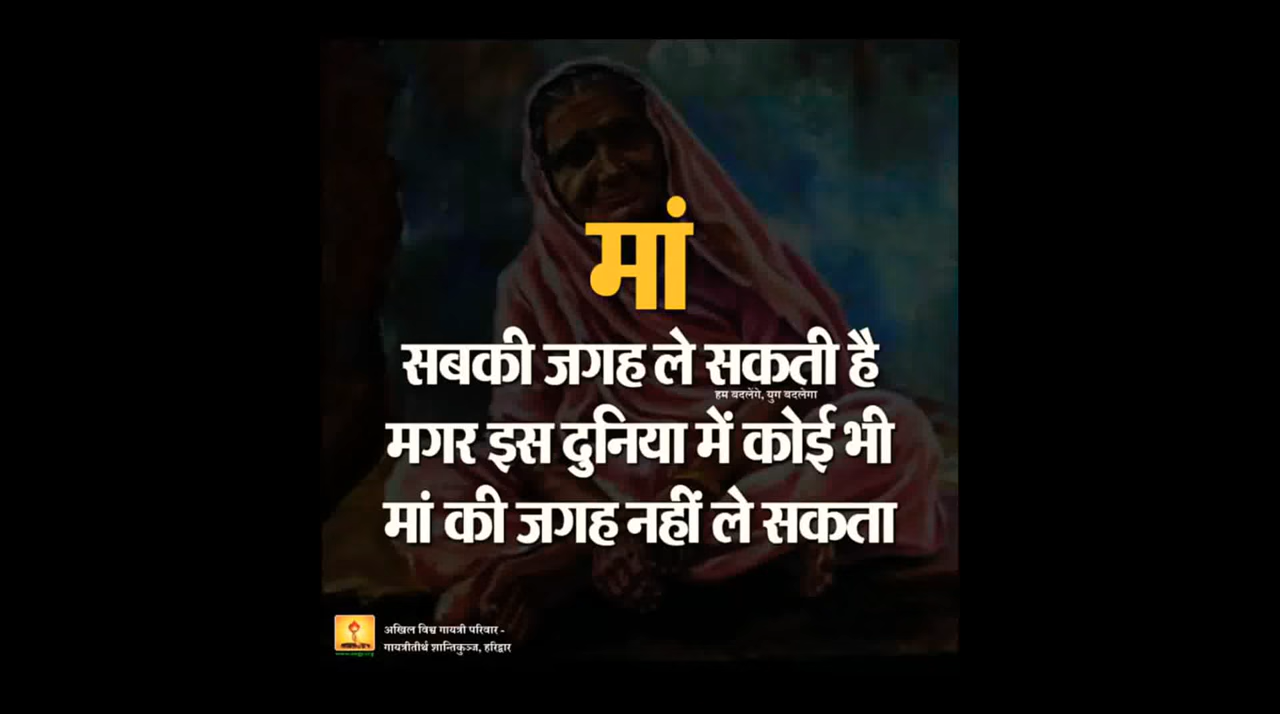 मां
सबकी जगह ले सकती है
हम बदलेंगे, युग बदलेगा
मगर इस दुनिया में कोई भी
मां की जगह नहीं ले सकता
अखिल विश्व गायत्री परिवार -
गायत्रीतीर्थ शान्तिकुञ्ज, हरिद्वार